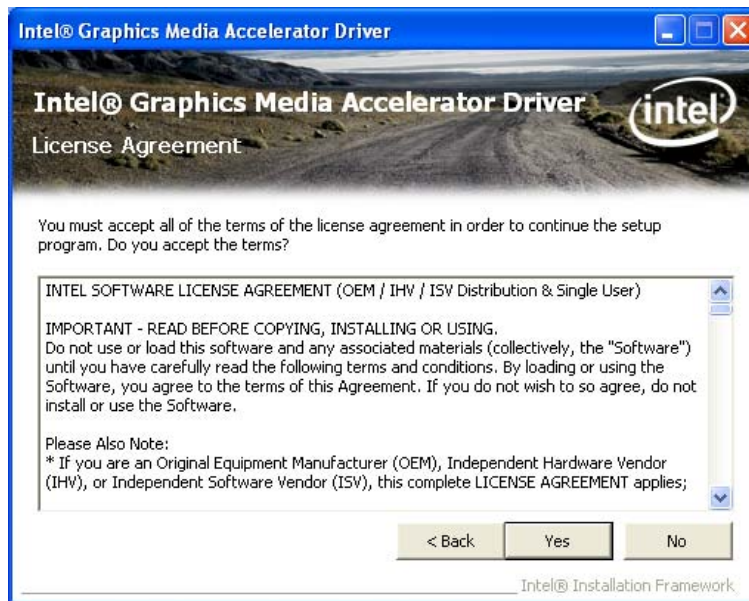 Intel® Graphics Media Accelerator Driver
Intel® Graphics Media Accelerator Driver
intel
License Agreement
You must accept all of the terms of the license agreement in order to continue the setup
program. Do you accept the terms?
INTEL SOFTWARE LICENSE AGREEMENT (OEM / IHV / ISV Distribution & Single User)
IMPORTANT - READ BEFORE COPYING, INSTALLING OR USING.
Do not use or load this software and any associated materials (collectively, the "Software")
until you have carefully read the following terms and conditions. By loading or using the
Software, you agree to the terms of this Agreement. If you do not wish to so agree, do not
install or use the Software.
Please Also Note:
* If you are an Original Equipment Manufacturer (OEM), Independent Hardware Vendor
(IHV), or Independent Software Vendor (ISV), this complete LICENSE AGREEMENT applies;
< Back
Yes
No
Intel® Installation Framework